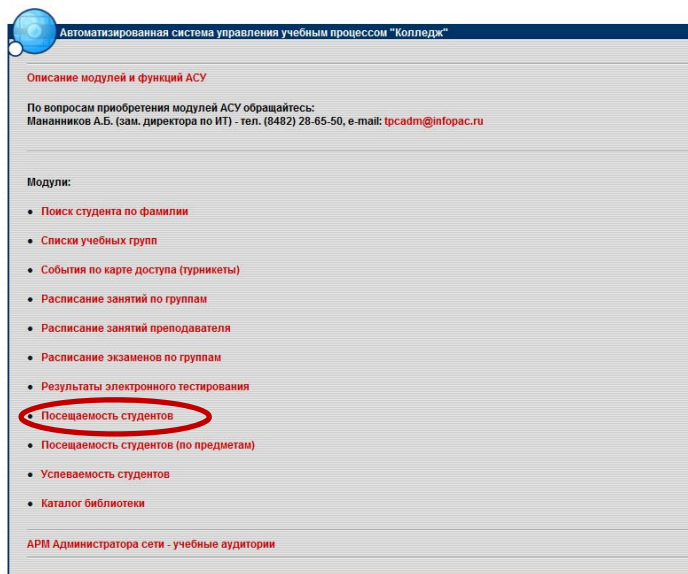 Автоматизированная система управления учебным процессом "Колледж"
Описание модулей и функций АСУ
По вопросам приобретения модулей АСУ обращайтесь:
Мананников А.Б. (зам. директора по ИТ) - тел. (8482) 28-65-50, e-mail: tpcadm@infopac.ru
Модули:
• Поиск студента по фамилии
• Списки учебных групп
• События по карте доступа (турникеты)
• Расписание занятий по группам
• Расписание занятий преподавателя
• Расписание экзаменов по группам
• Результаты электронного тестирования
• Посещаемость студентов
• Посещаемость студентов (по предметам)
• Успеваемость студентов
• Каталог библиотеки
АРМ Администратора сети - учебные аудитории